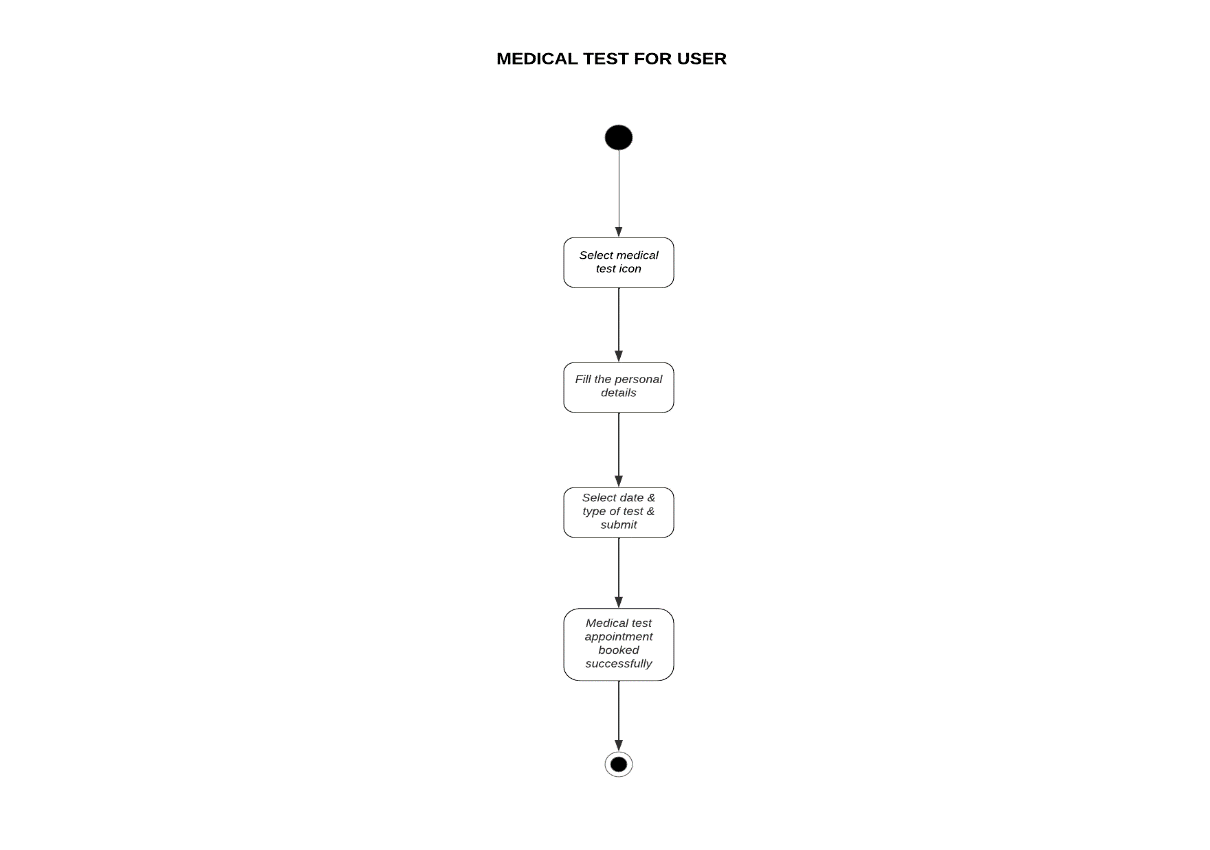 MEDICAL TEST FOR USER
Select medical
test icon
Fill the personal
details
Select date &
type of test &
submit
Medical test
appointment
booked
successfully